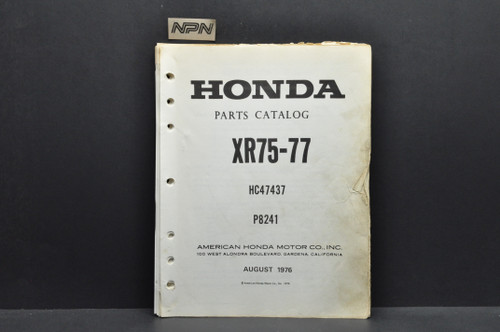 NPN
HONDA
PARTS CATALOG
XR75-77
HC47437
P8241
AMERICAN HONDA MOTOR CO., INC.
100 WEST ALONDRA BOULEVARD, GARDENA, CALIFORNIA
AUGUST 1976